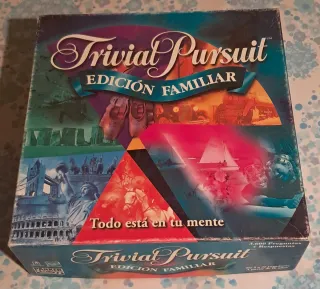 Trivial Pursuit
EDICIÓN FAMILIAR
Todo está en tu mente
Trivial Pursuit
EDICIÓN FAMILIAR